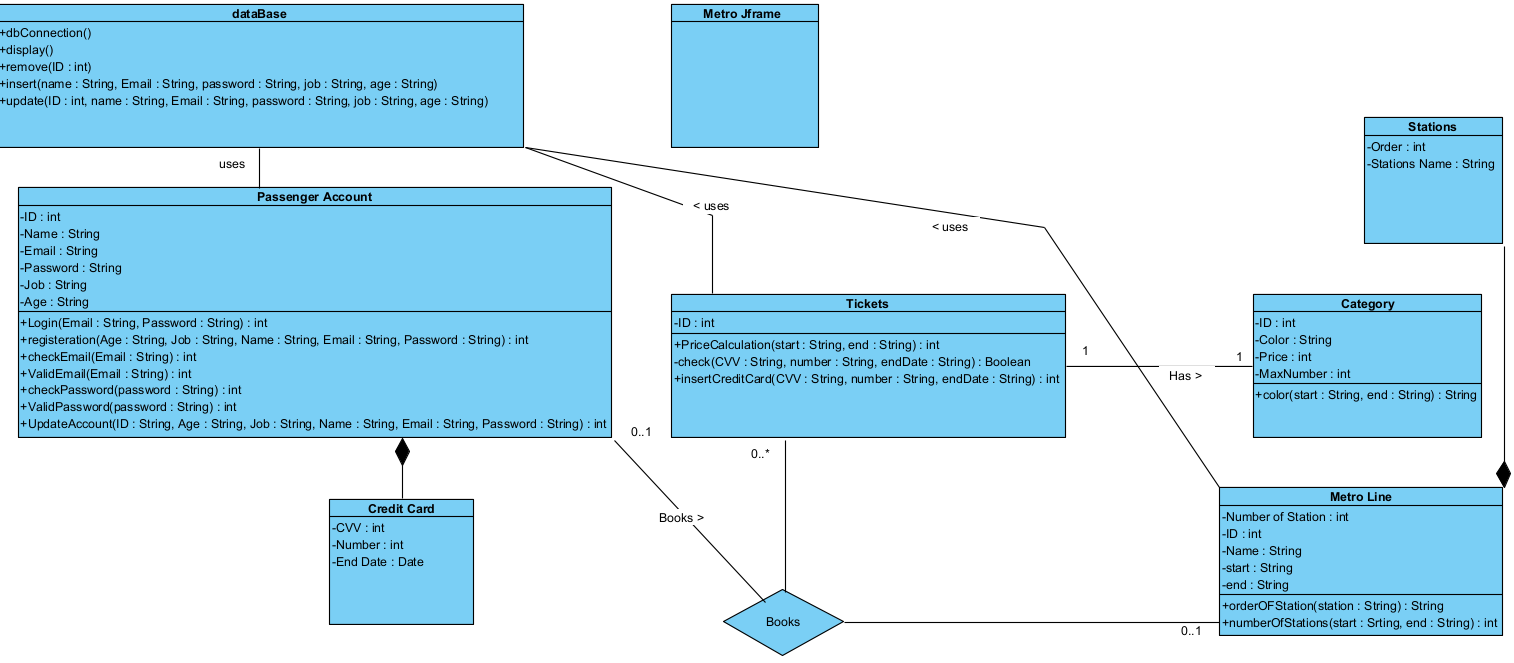 dataBase
+dbConnection()
+display()
+remove(ID : int)
+insert(name : String, Email : String, password : String, job : String, age : String)
+update(ID : int, name : String, Email : String, password : String, job : String, age : String)
Metro Jframe
Stations
-Order : int
-Stations Name : String
uses
< uses
< uses
Passenger Account
-ID : int
-Name : String
-Email : String
-Password : String
-Job : String
-Age : String
+Login(Email : String, Password : String) : int
+registeration(Age : String, Job : String, Name : String, Email : String, Password : String) : int
+checkEmail(Email : String) : int
+ValidEmail(Email : String) : int
+checkPassword(password : String) : int
+ValidPassword(password : String) : int
+UpdateAccount(ID : String, Age : String, Job : String, Name : String, Email : String, Password : String) : int
Tickets
-ID : int
+PriceCalculation(start : String, end : String) : int
-check(CVV : String, number : String, endDate : String) : Boolean
+insertCreditCard(CVV : String, number : String, endDate : String) : int
1
Has >
1
Category
-ID : int
-Color : String
-Price : int
-MaxNumber : int
+color(start : String, end : String) : String
0..1
0..*
Books >
Credit Card
-CVV : int
-Number : int
-End Date : Date
Books
0..1
Metro Line
-Number of Station : int
-ID : int
-Name : String
-start : String
-end : String
+orderOFStation(station : String) : String
+numberOfStations(start : Srting, end : String) : int